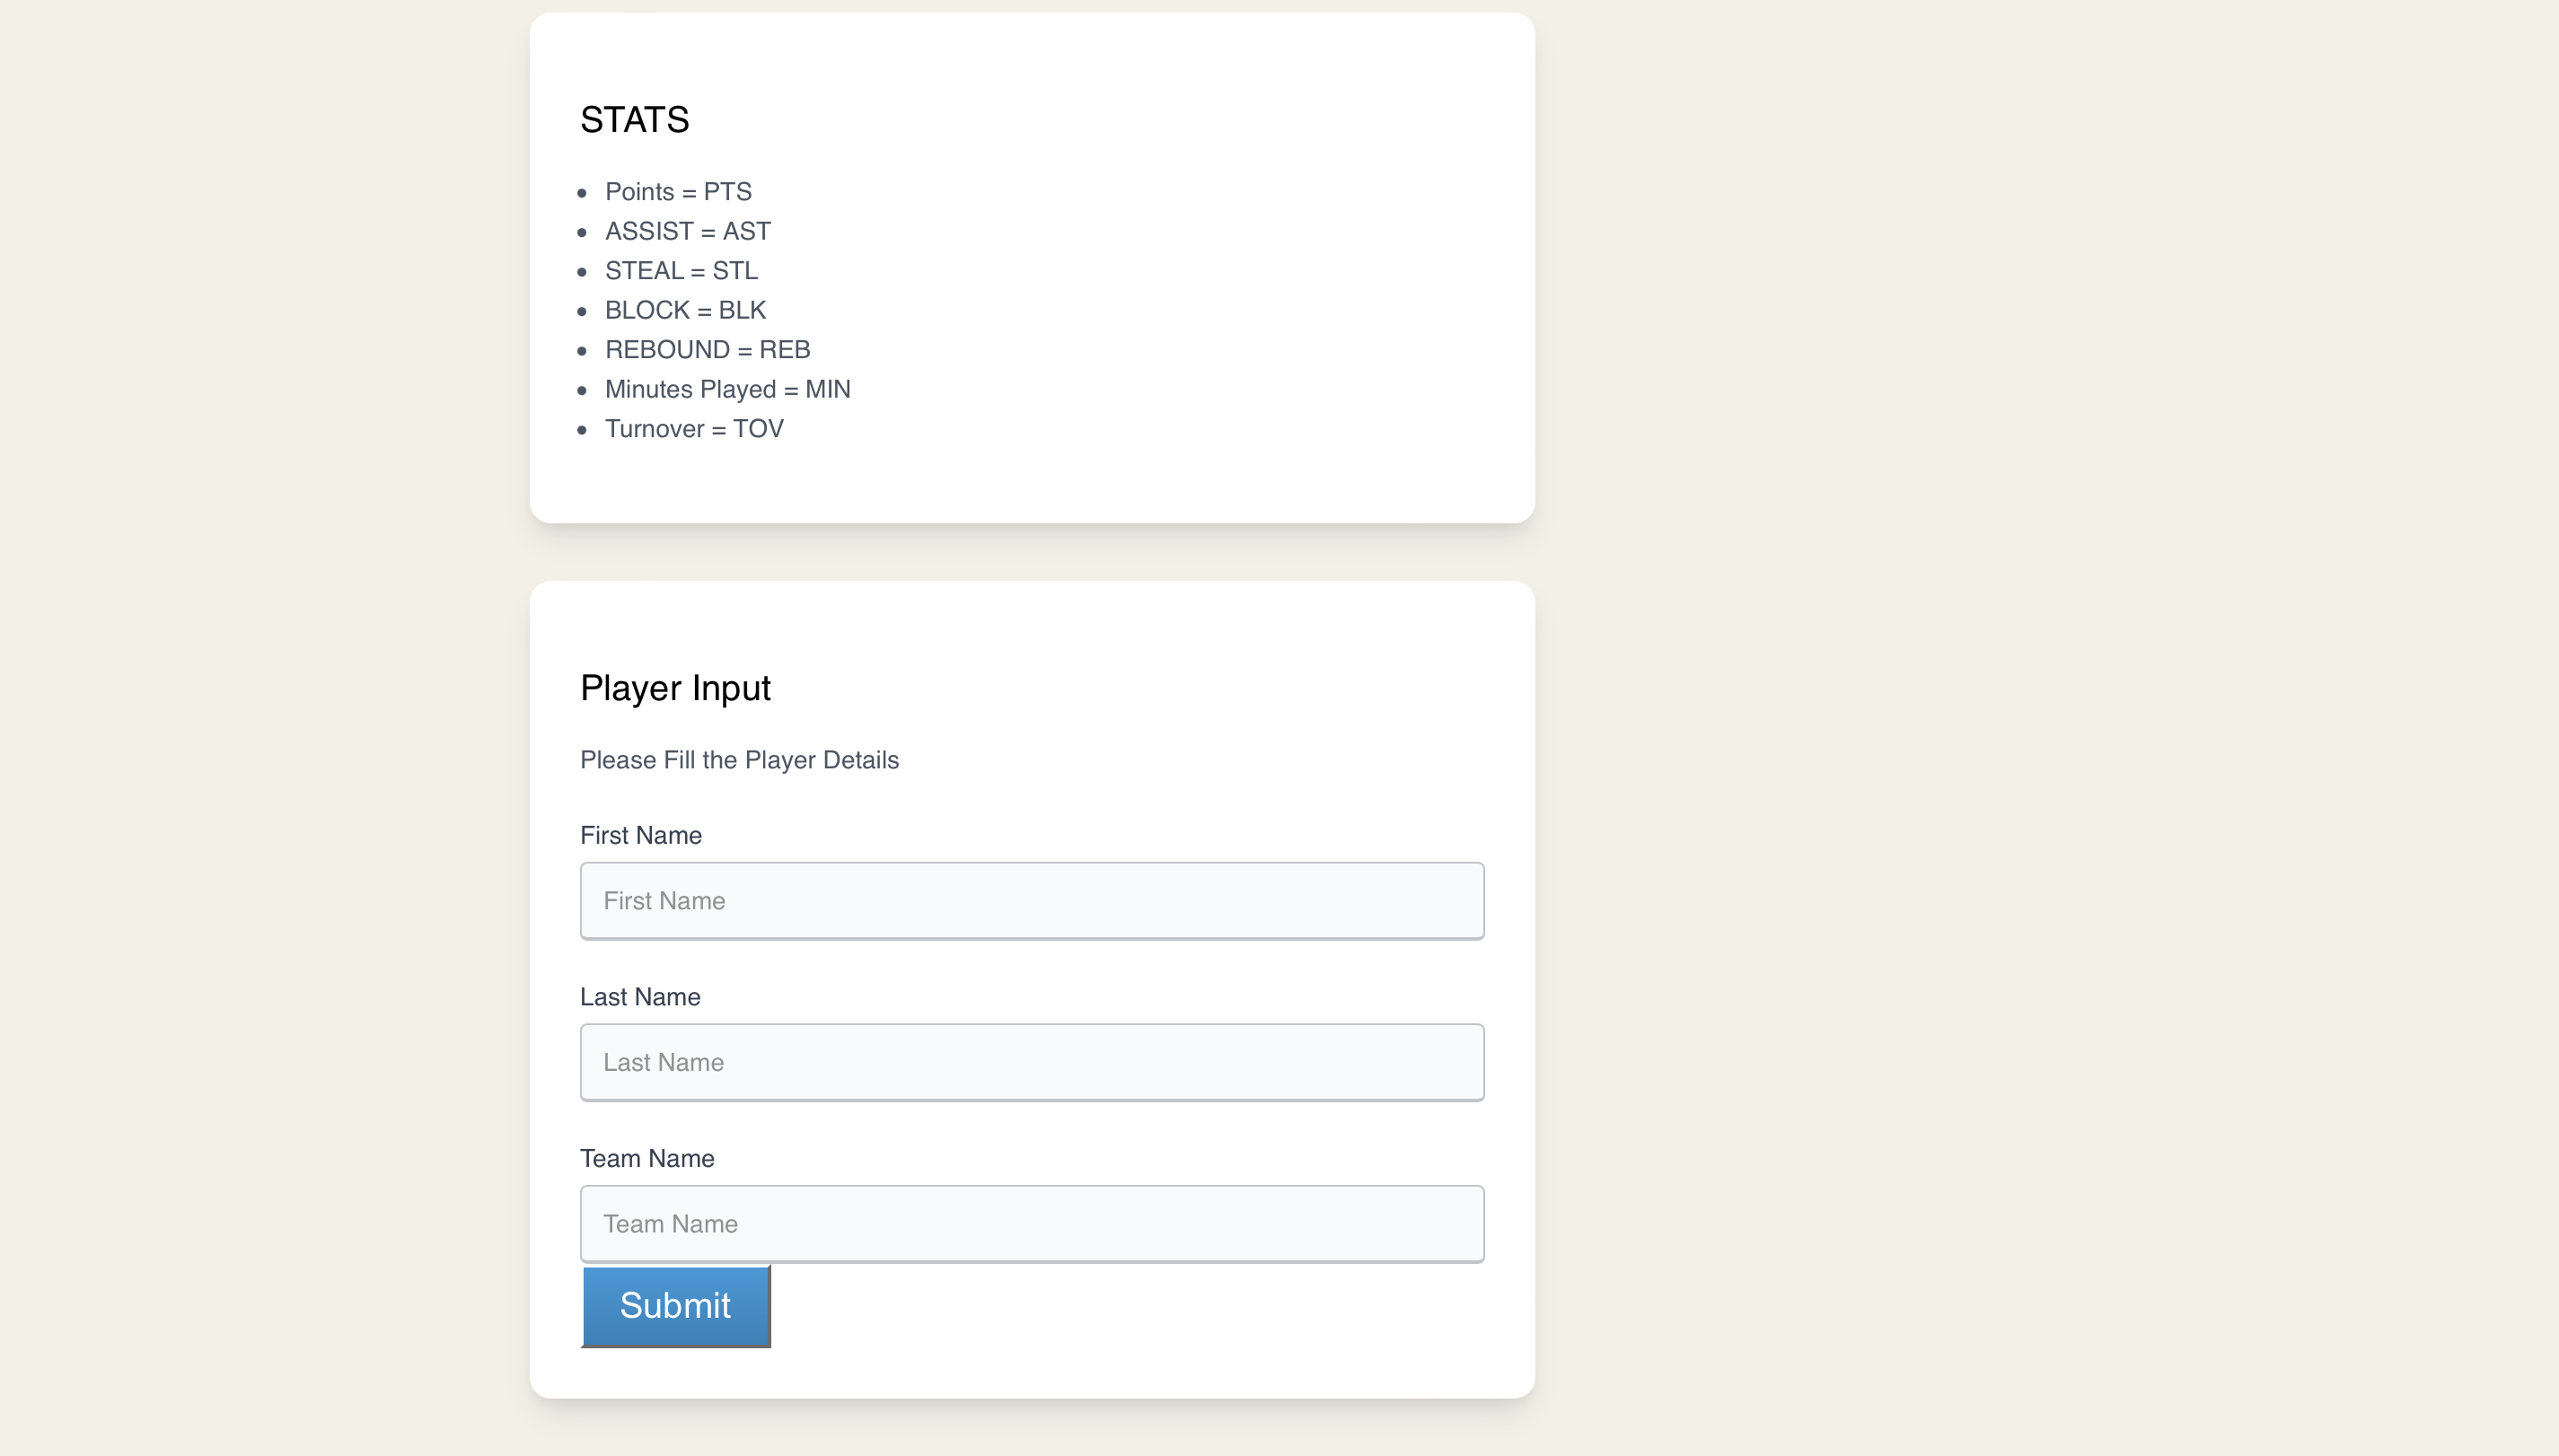 STATS
Points = PTS
ASSIST = AST
STEAL = STL
BLOCK = BLK
REBOUND = REB
Minutes Played = MIN
Turnover = TOV
Player Input
Please Fill the Player Details
First Name
First Name
Last Name
Last Name
Team Name
Team Name
Submit